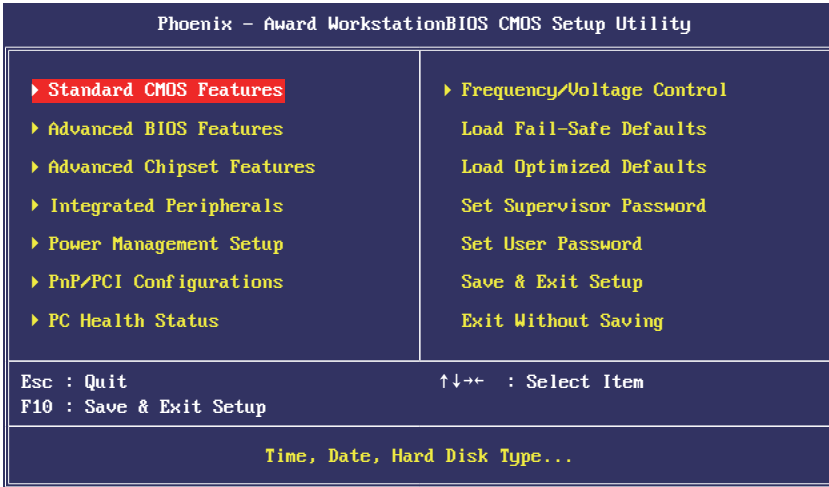 Phoenix - Award WorkstationBIOS CMOS Setup Utility
Standard CMOS Features
Advanced BIOS Features
Advanced Chipset Features
Integrated Peripherals
Power Management Setup
PnP/PCI Configurations
PC Health Status
Frequency/Voltage Control
Load Fail-Safe Defaults
Load Optimized Defaults
Set Supervisor Password
Set User Password
Save & Exit Setup
Exit Without Saving
Esc : Quit
F10 : Save & Exit Setup
↑↓→← : Select Item
Time, Date, Hard Disk Type...